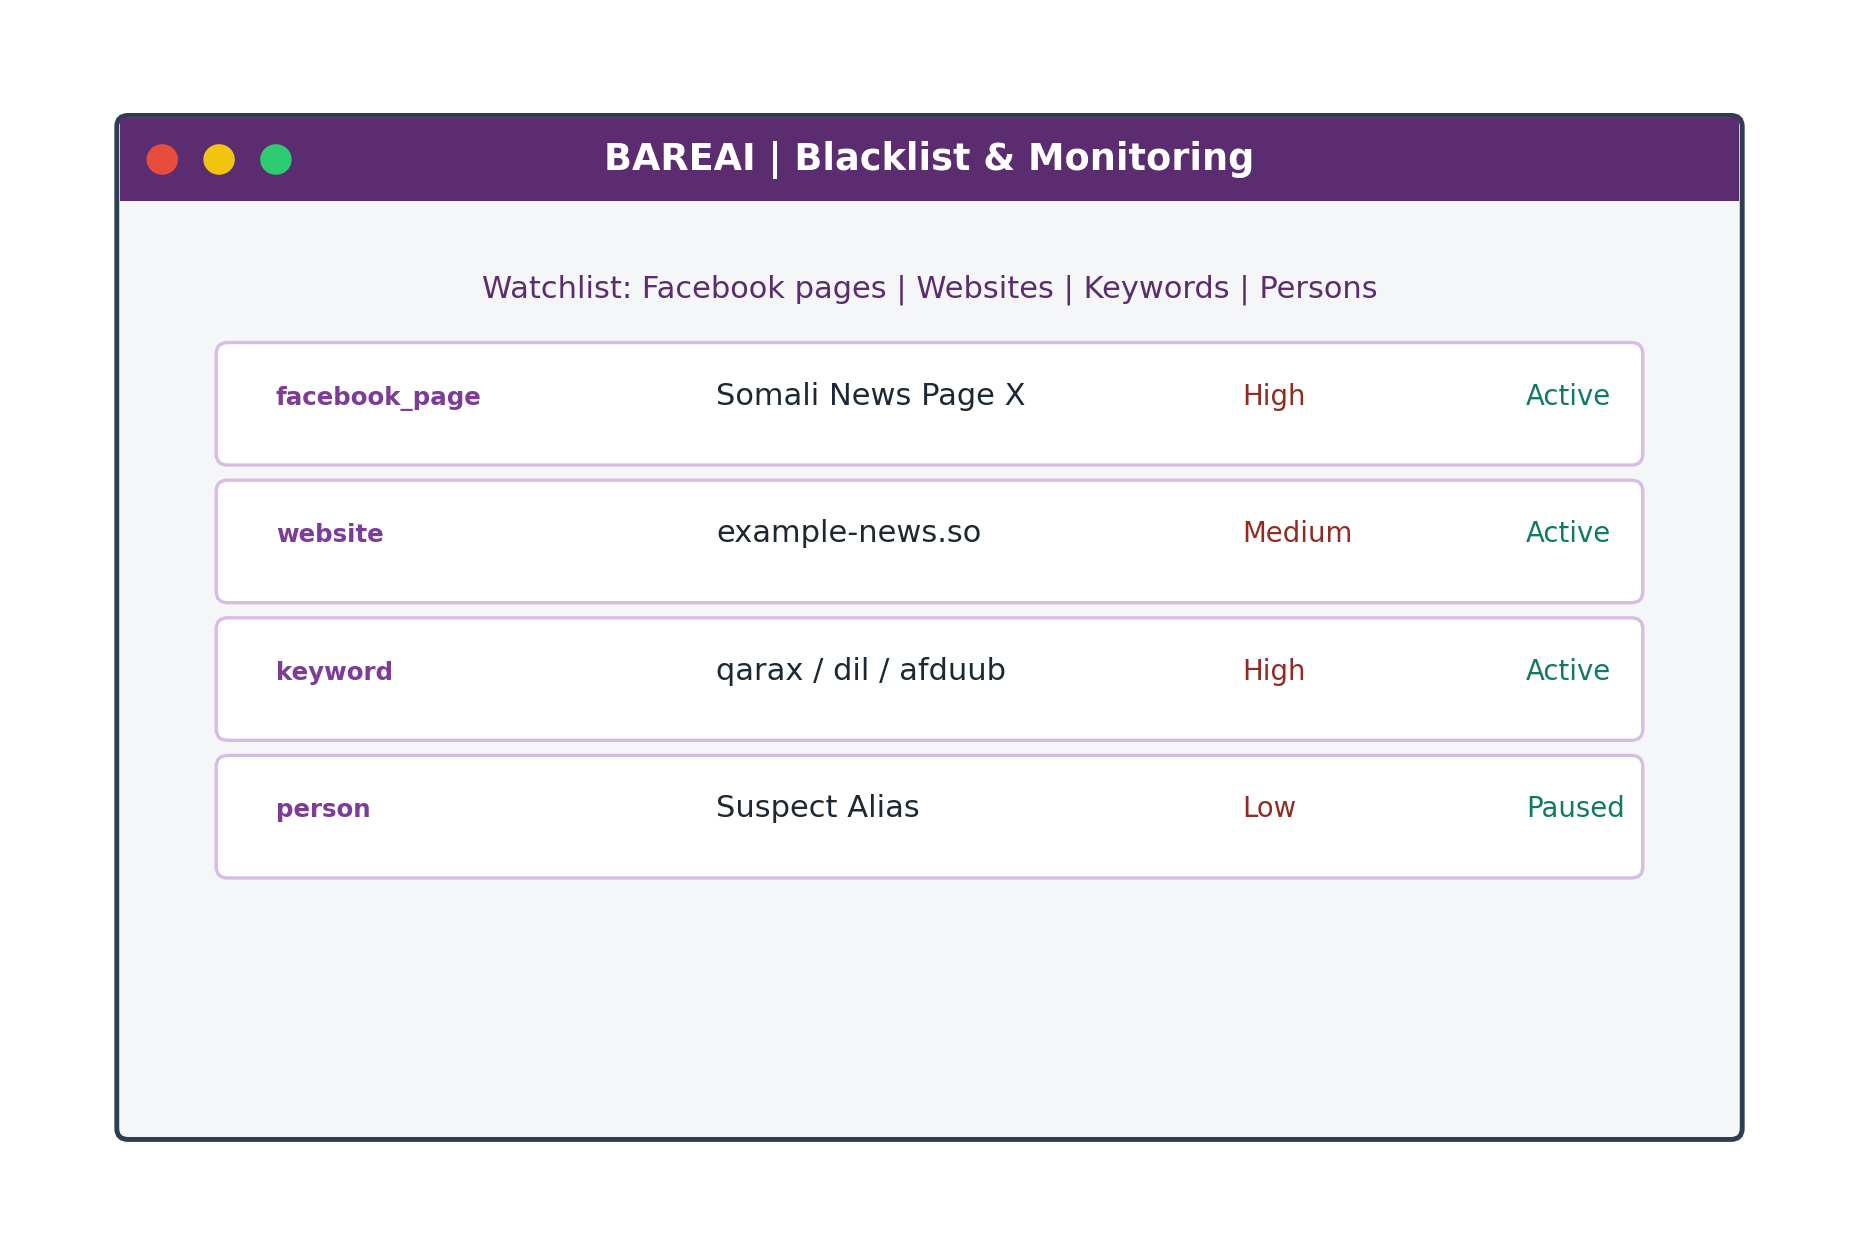 BAREAI | Blacklist & Monitoring
Watchlist: Facebook pages | Websites | Keywords | Persons
facebook_page Somali News Page X High Active
website example-news.so Medium Active
keyword qarax / dil / afduub High Active
person Suspect Alias Low Paused